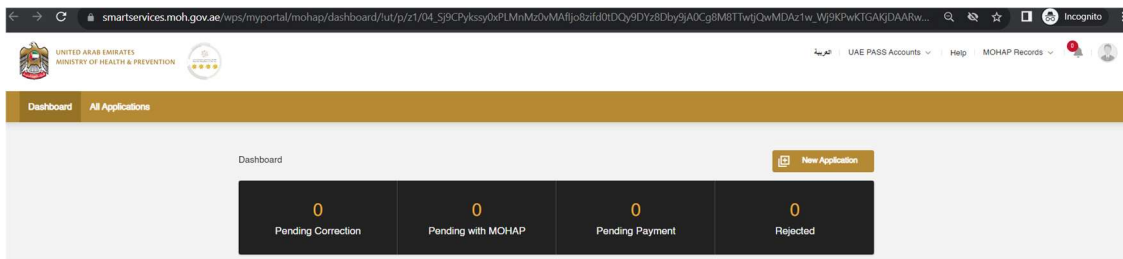 smartservices.moh.gov.ae/wps/myportal/mohap/dashboard/!ut/p/z1/04_Sj9CPykssy0xPLMnMz0vMAfIjo8zifd0tDQy9DYz8Dby9jA0Cg8M8TTwtjQwMDAz1w_Wj9KPwKTGAKjDAARw...
Incognito
UNITED ARAB EMIRATES
MINISTRY OF HEALTH & PREVENTION
العربية
UAE PASS Accounts
Help
MOHAP Records
0
Dashboard
All Applications
Dashboard
New Application
0
Pending Correction
0
Pending with MOHAP
0
Pending Payment
0
Rejected